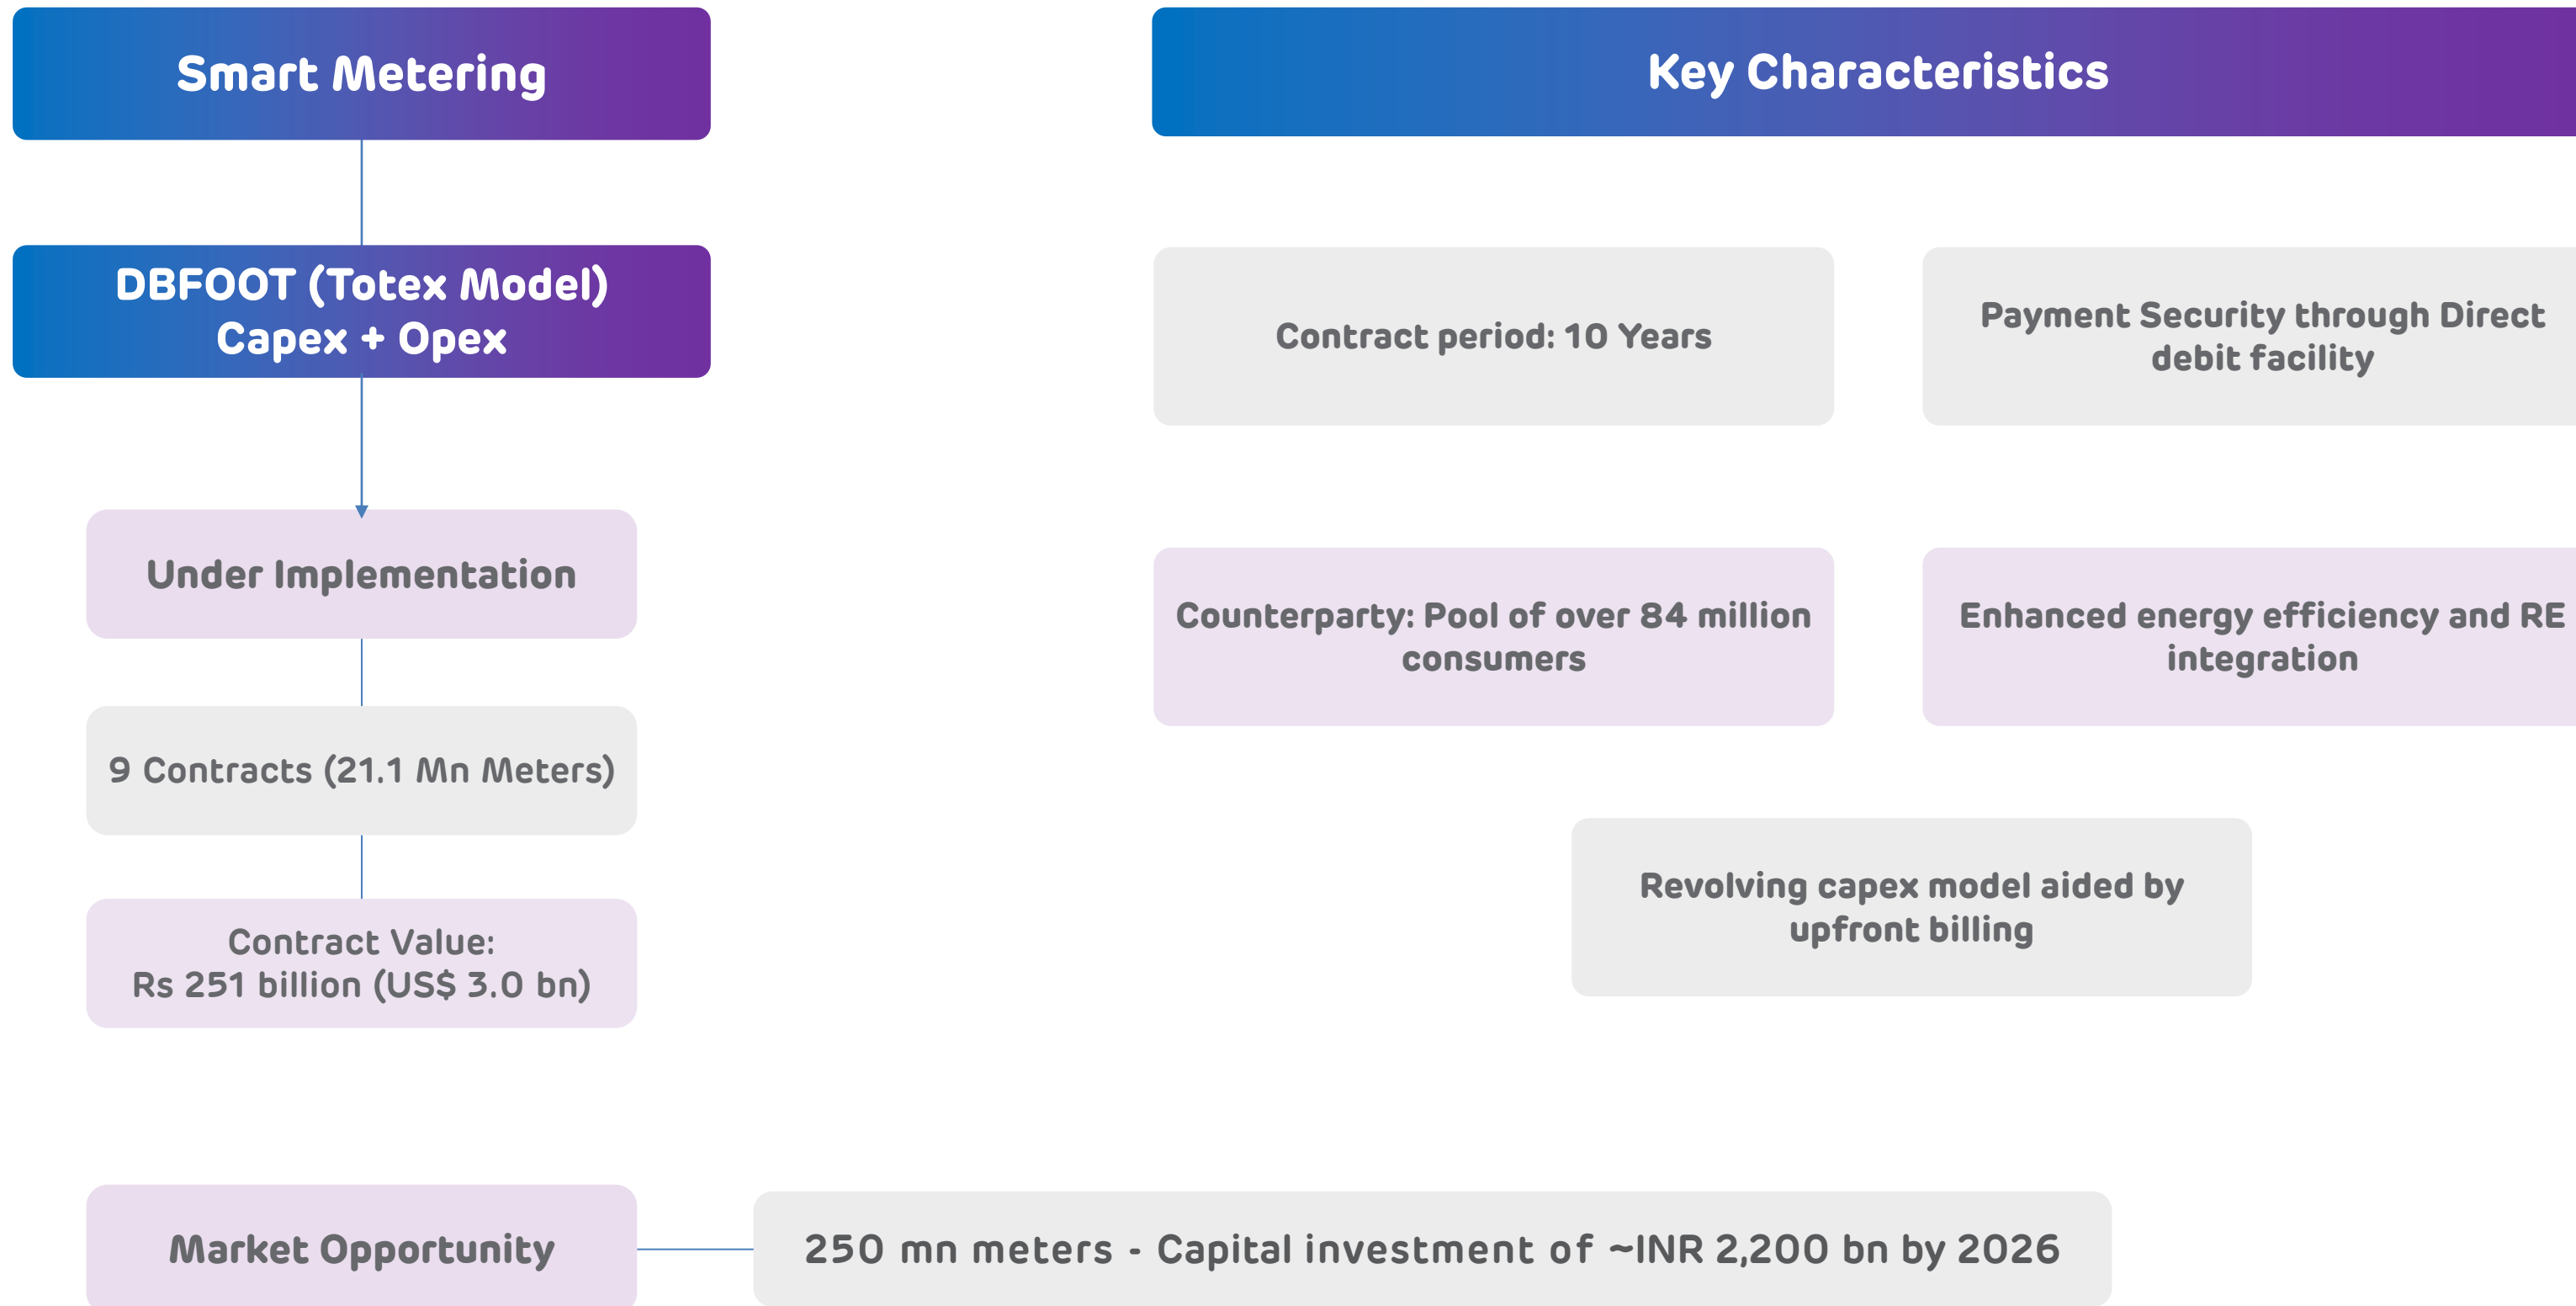 Smart Metering
DBFOOT (Totex Model)
Capex + Opex
Under Implementation
9 Contracts (21.1 Mn Meters)
Contract Value:
Rs 251 billion (US$ 3.0 bn)
Key Characteristics
Contract period: 10 Years
Payment Security through Direct
debit facility
Counterparty: Pool of over 84 million
consumers
Enhanced energy efficiency and RE
integration
Revolving capex model aided by
upfront billing
Market Opportunity
250 mn meters - Capital investment of ~INR 2,200 bn by 2026